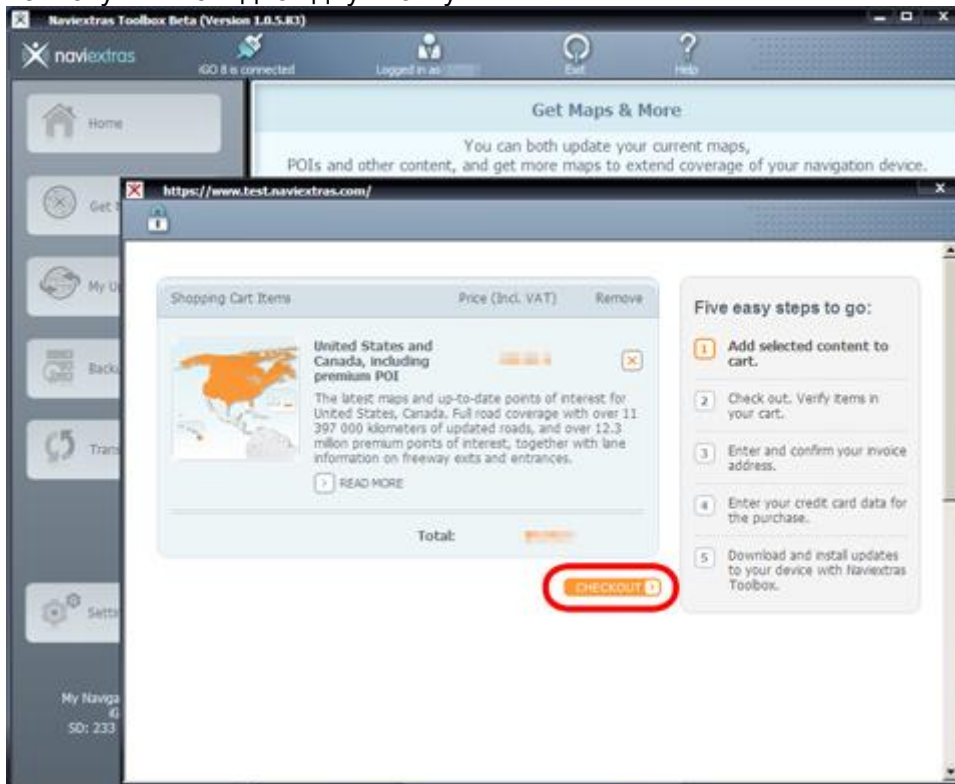 Naviextras Toolbox Beta (Version 1.0.5.R3)
naviextras
iGO 8 is connected
Logged in as
Exit
Help
Home
Get Maps & More
You can both update your current maps,
POIs and other content, and get more maps to extend coverage of your navigation device.
Get
https://www.test.naviextras.com/
My
Shopping Cart Items
Price (Incl. VAT)
Remove
United States and
Canada, including
premium POI
The latest maps and up-to-date points of interest for
United States, Canada. Full road coverage with over 11
397 000 kilometers of updated roads, and over 12.3
million premium points of interest, together with lane
information on freeway exits and entrances.
READ MORE
Total:
CHECKOUT
Five easy steps to go:
1 Add selected content to
cart.
2 Check out. Verify items in
your cart.
3 Enter and confirm your invoice
address.
4 Enter your credit card data for
the purchase.
5 Download and install updates
to your device with Naviextras
Toolbox.
Backu
Trans
Setti
My Naviga
SD: 233